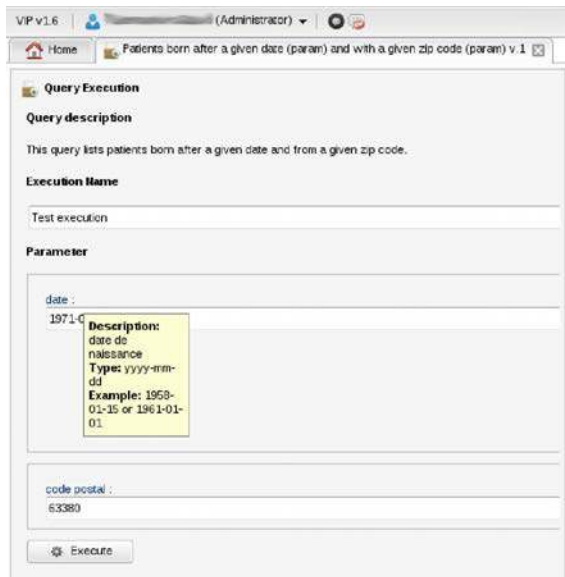 VIP v1.6 (Administrator)
Home Patients born after a given date (param) and with a given zip code (param) v.1
Query Execution
Query description
This query lists patients born after a given date and from a given zip code.
Execution Name
Test execution
Parameter
date :
1971-0
Description:
date de
naissance
Type: yyyy-mm-
dd
Example: 1958-
01-15 or 1961-01-
01
code postal :
63380
Execute